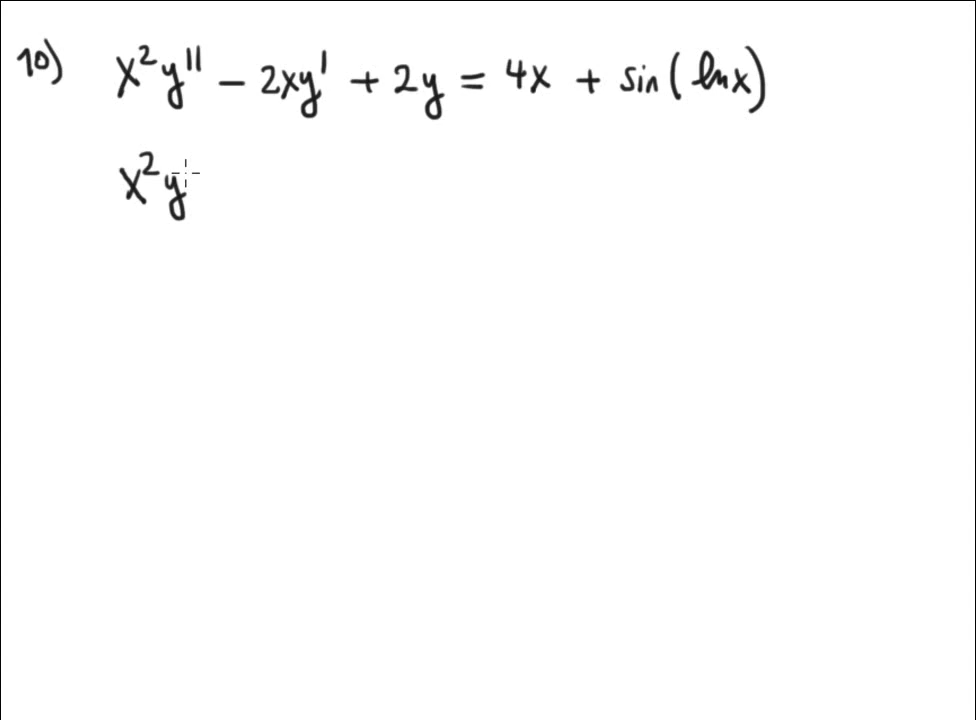 10) x²y'' - 2xy' + 2y = 4x + sin(lnx)
x²y